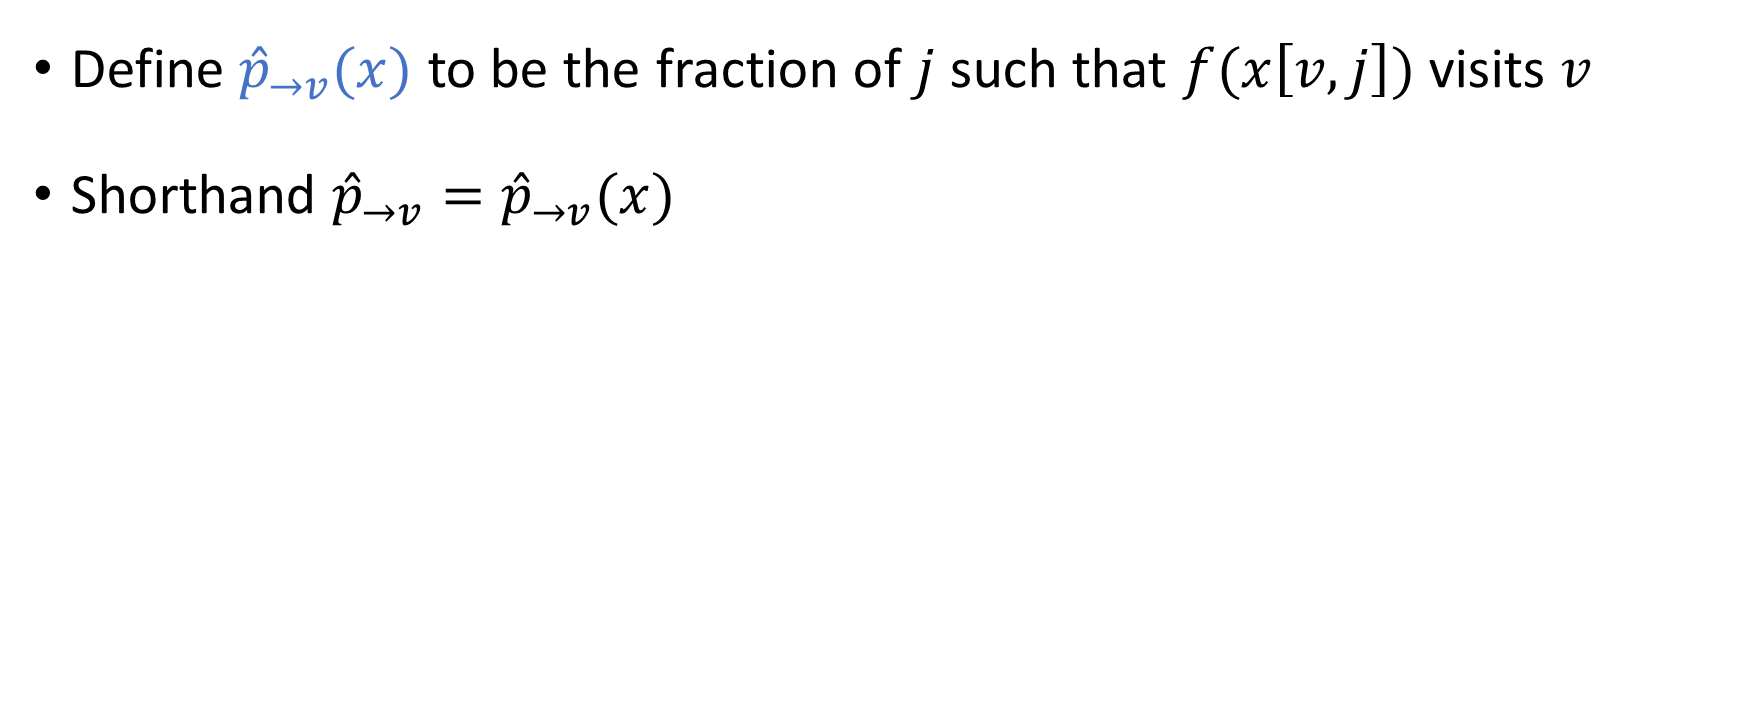 • Define p̂→ᵥ(x) to be the fraction of j such that f(x[v, j]) visits v
• Shorthand p̂→ᵥ = p̂→ᵥ(x)